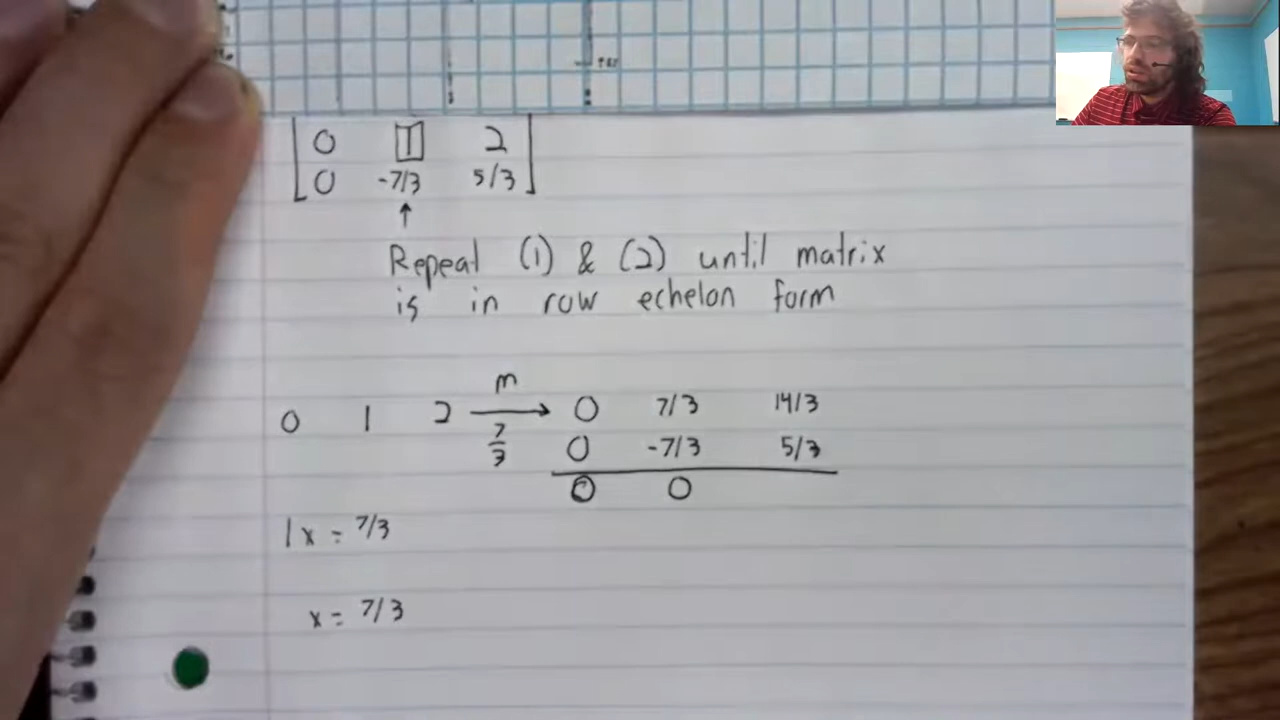 0 1 2
0 -7/3 5/3
↑
Repeat (1) & (2) until matrix
is in row echelon form
m
0 1 2 → 0 7/3 14/3
7/3
0 -7/3 5/3
0 0
1x = 7/3
x = 7/3